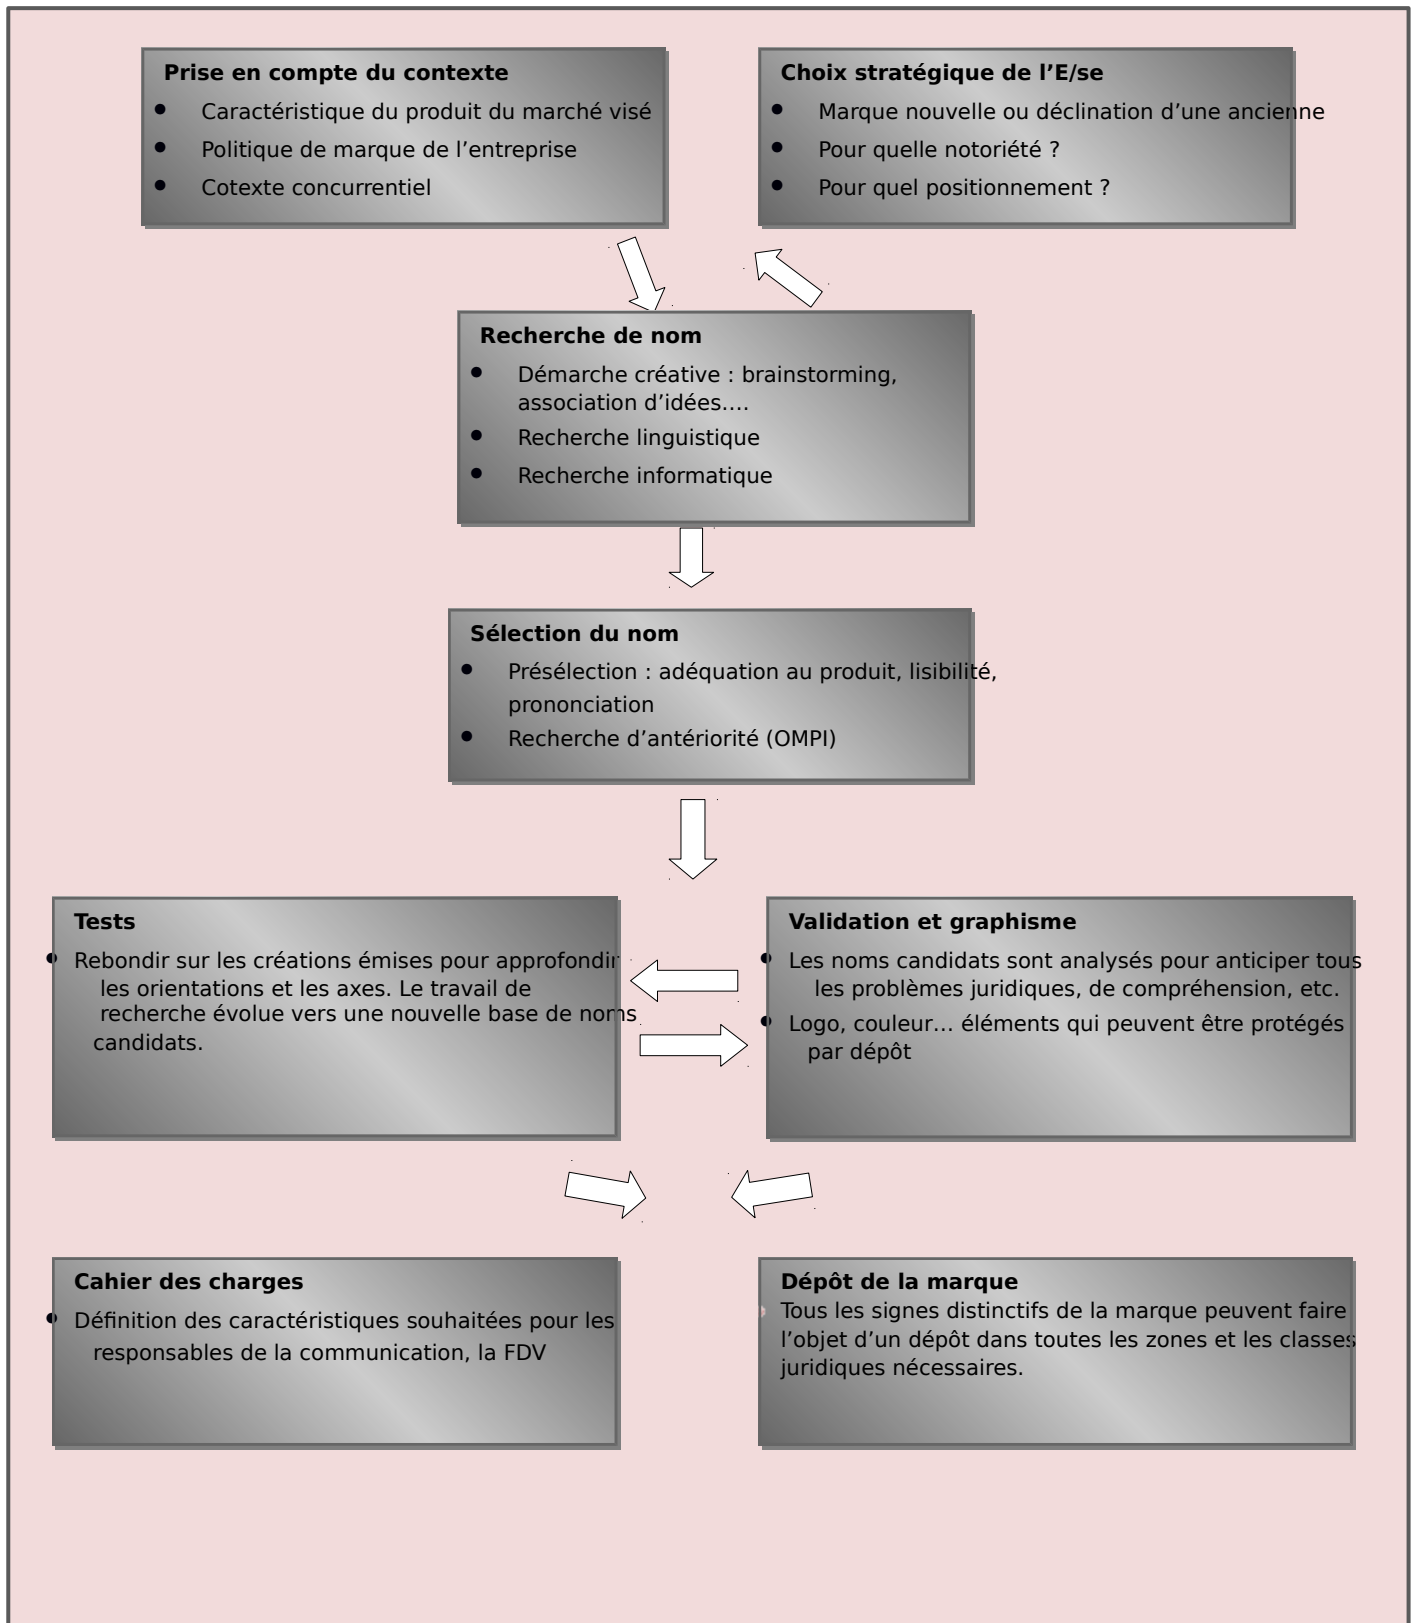 Prise en compte du contexte
● Caractéristique du produit du marché visé
● Politique de marque de l’entreprise
● Cotexte concurrentiel
Choix stratégique de l’E/se
● Marque nouvelle ou déclination d’une ancienne
● Pour quelle notoriété ?
● Pour quel positionnement ?
Recherche de nom
● Démarche créative : brainstorming,
association d’idées….
● Recherche linguistique
● Recherche informatique
Sélection du nom
● Présélection : adéquation au produit, lisibilité,
prononciation
● Recherche d’antériorité (OMPI)
Tests
● Rebondir sur les créations émises pour approfondir
les orientations et les axes. Le travail de
recherche évolue vers une nouvelle base de noms
candidats.
Validation et graphisme
● Les noms candidats sont analysés pour anticiper tous
les problèmes juridiques, de compréhension, etc.
● Logo, couleur… éléments qui peuvent être protégés
par dépôt
Cahier des charges
● Définition des caractéristiques souhaitées pour les
responsables de la communication, la FDV
Dépôt de la marque
● Tous les signes distinctifs de la marque peuvent faire
l’objet d’un dépôt dans toutes les zones et les classes
juridiques nécessaires.